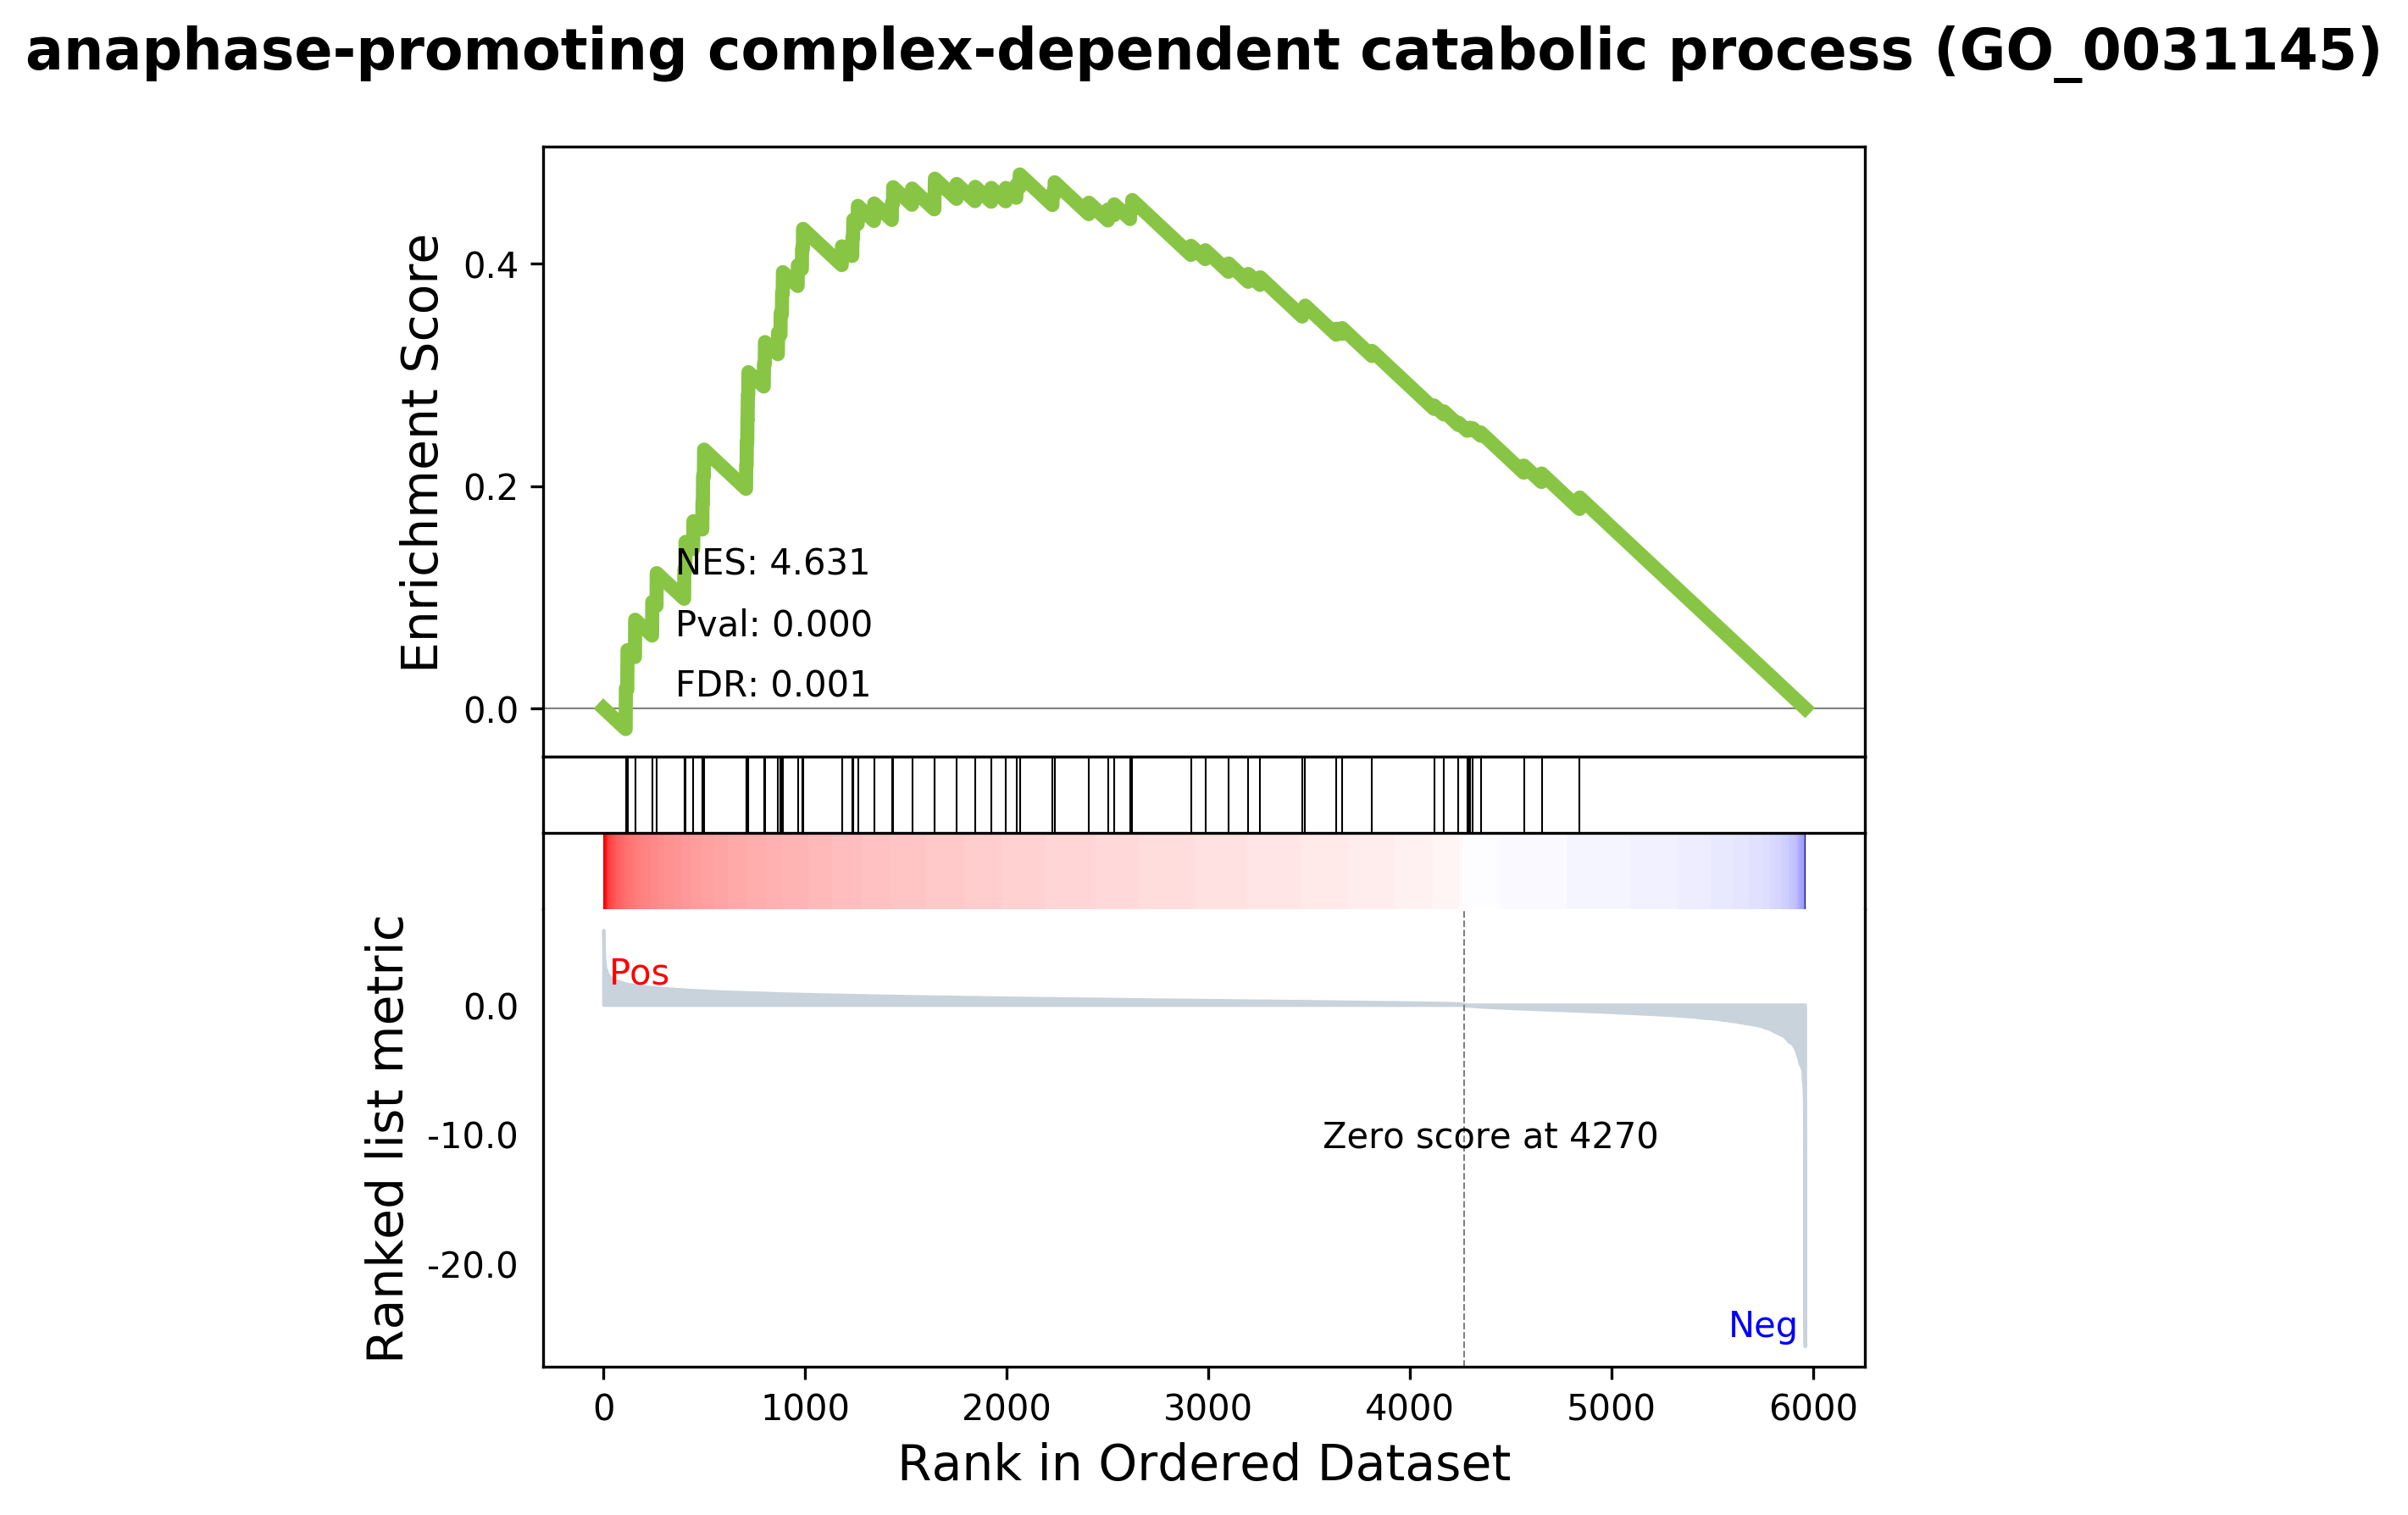 anaphase-promoting complex-dependent catabolic process (GO_0031145)
Enrichment Score
0.4
0.2
0.0
NES: 4.631
Pval: 0.000
FDR: 0.001
Ranked list metric
Pos
0.0
-10.0
-20.0
Zero score at 4270
Neg
0 1000 2000 3000 4000 5000 6000
Rank in Ordered Dataset